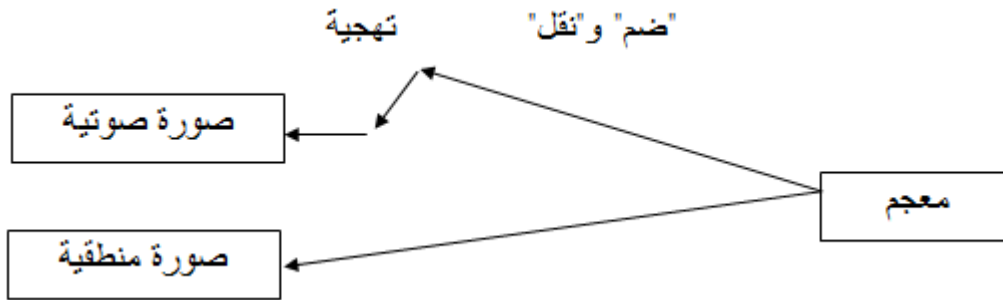 "ضم" و"نقل" تهجية
صورة صوتية
معجم
صورة منطقية